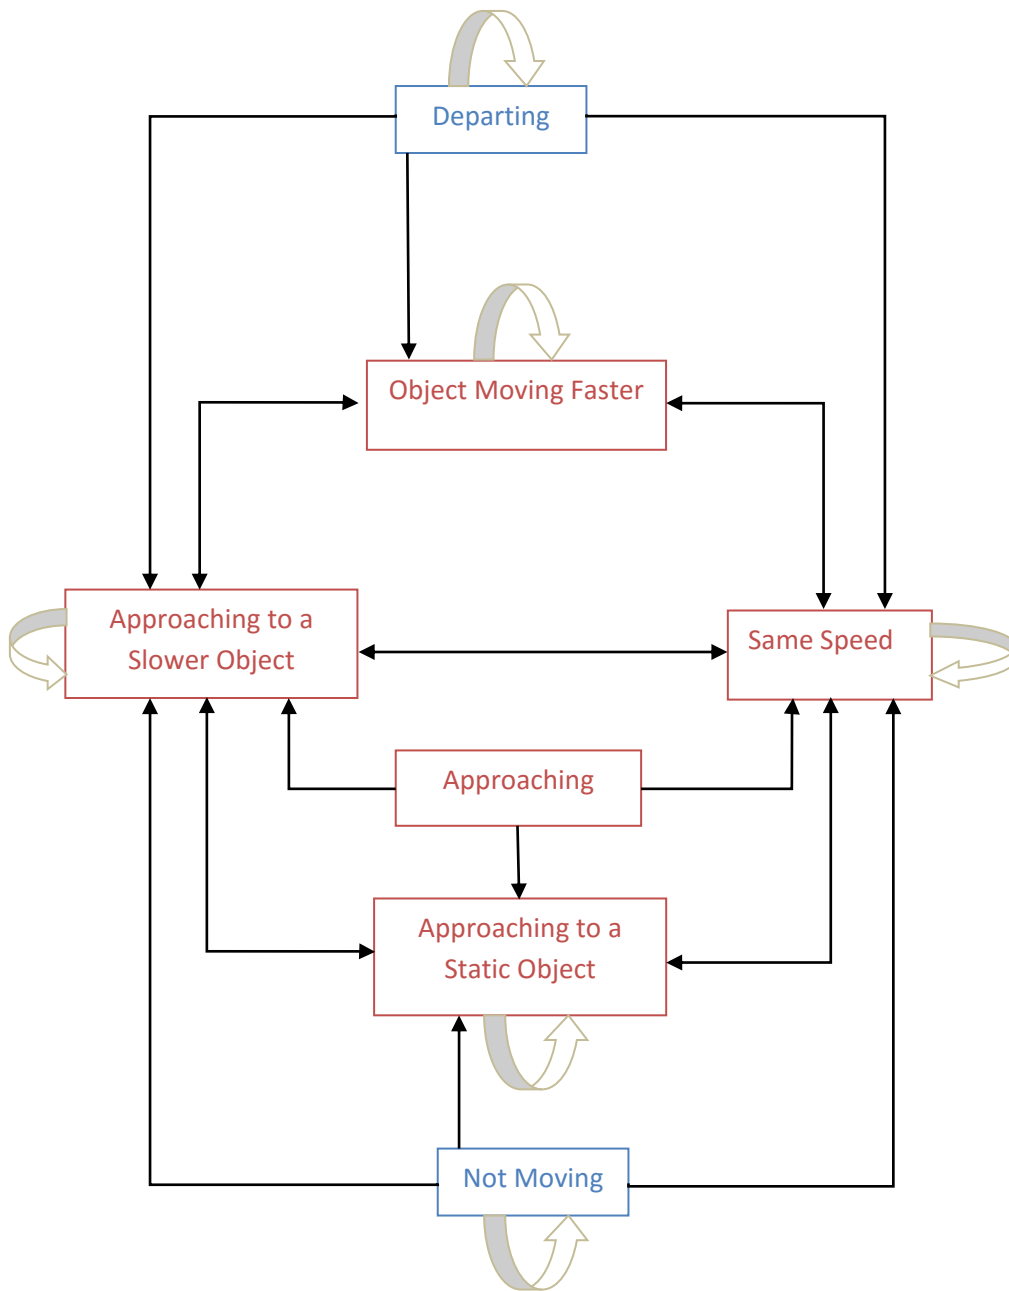 Departing
Object Moving Faster
Approaching to a
Slower Object
Same Speed
Approaching
Approaching to a
Static Object
Not Moving